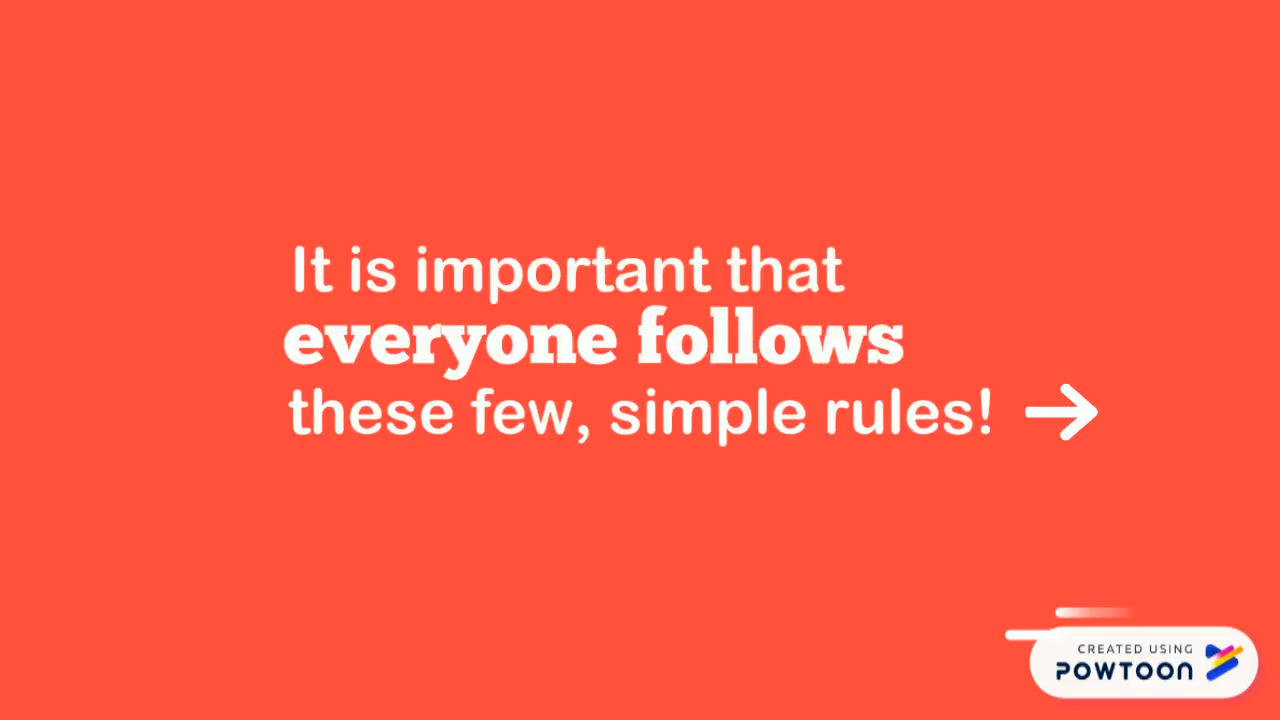 It is important that
everyone follows
these few, simple rules!
CREATED USING
POWTOON